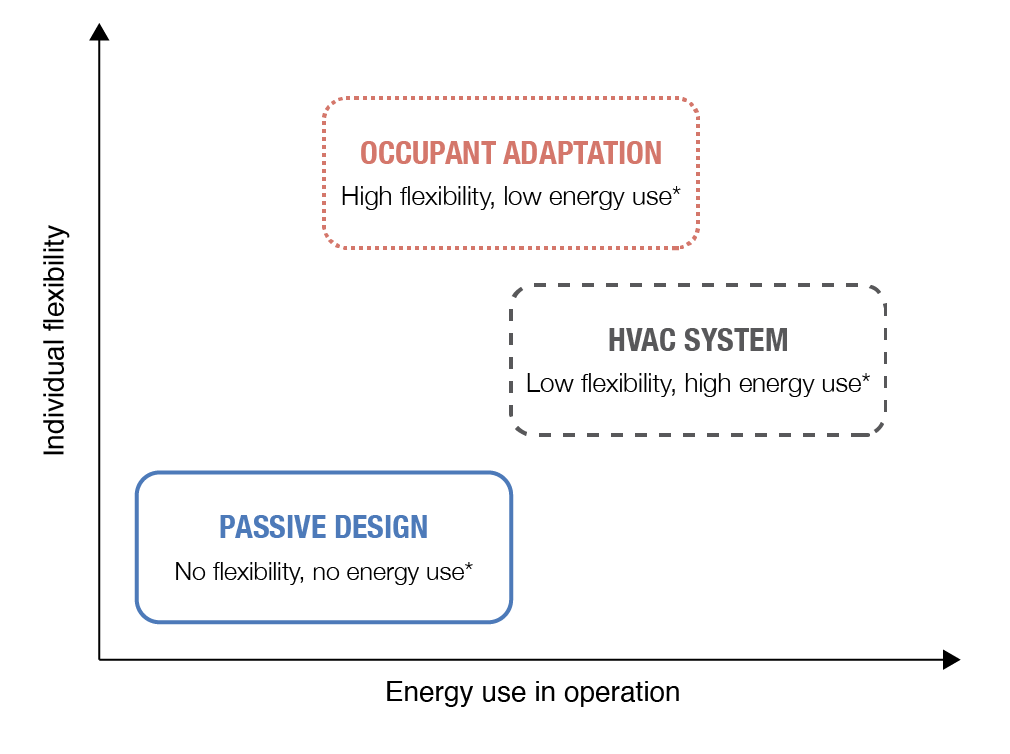 OCCUPANT ADAPTATION
High flexibility, low energy use*
HVAC SYSTEM
Low flexibility, high energy use*
Individual flexibility
PASSIVE DESIGN
No flexibility, no energy use*
Energy use in operation